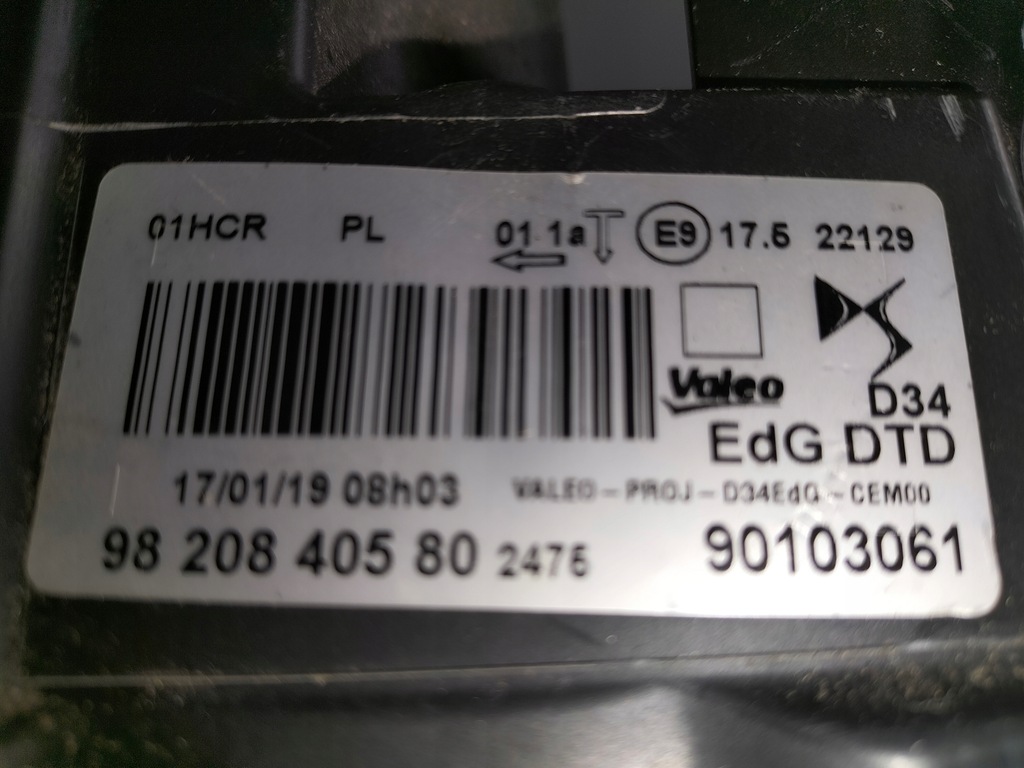 01HCR PL 01 1a E9 17.5 22129
Valeo
D34
EdG DTD
17/01/19 08h03 VALEO-PROJ-D34EdG-CEM00
98 208 405 80 2475 90103061